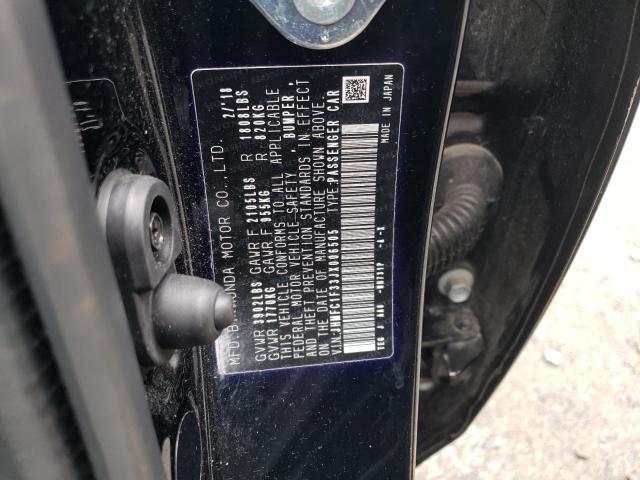 MFD. B HONDA MOTOR CO., LTD. 2/'18
GVWR 3902LBS GAWR F 2105LBS R 1808LBS
GVWR 1770KG GAWR F 955KG R 820KG
THIS VEHICLE CONFORMS TO ALL APPLICABLE
FEDERAL MOTOR VEHICLE SAFETY, BUMPER,
AND THEFT PREVENTION STANDARDS IN EFFECT
ON THE DATE OF MANUFACTURE SHOWN ABOVE.
V.I.N.:JHMFC1F33JX006505 TYPE:PASSENGER CAR
MADE IN JAPAN